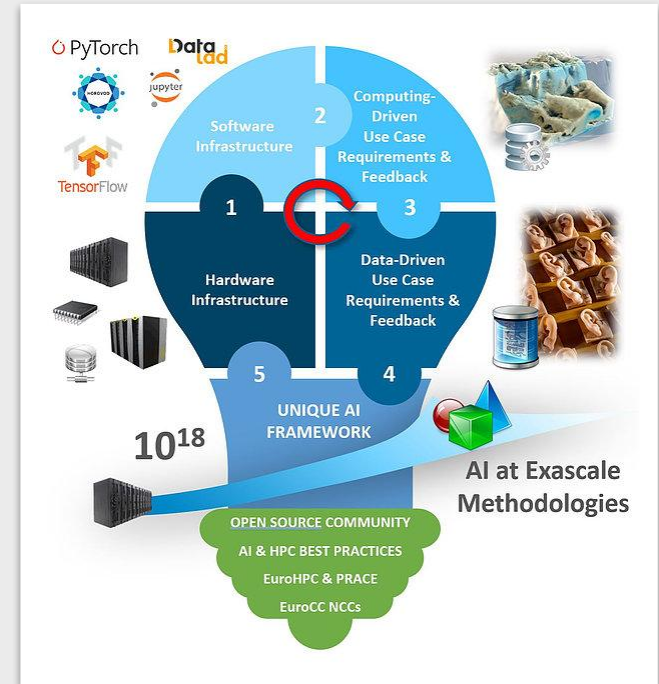 PyTorch
Data
lad
HOROVOD
jupyter
TensorFlow
2
Software
Infrastructure
Computing-
Driven
Use Case
Requirements &
Feedback
1
3
Hardware
Infrastructure
Data-Driven
Use Case
Requirements &
Feedback
5
4
UNIQUE AI
FRAMEWORK
10¹⁸
AI at Exascale
Methodologies
OPEN SOURCE COMMUNITY
AI & HPC BEST PRACTICES
EuroHPC & PRACE
EuroCC NCCs